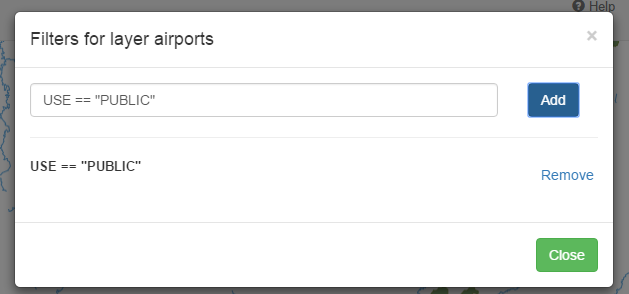 Help
Filters for layer airports
×
USE == "PUBLIC"
Add
USE == "PUBLIC"
Remove
Close